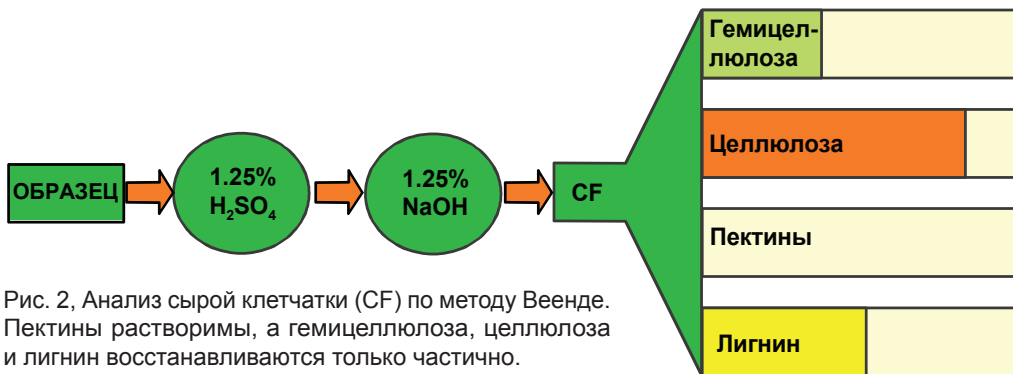 ОБРАЗЕЦ
1.25%
H₂SO₄
1.25%
NaOH
CF
Гемицел-
люлоза
Целлюлоза
Пектины
Лигнин
Рис. 2, Анализ сырой клетчатки (CF) по методу Веенде.
Пектины растворимы, а гемицеллюлоза, целлюлоза
и лигнин восстанавливаются только частично.